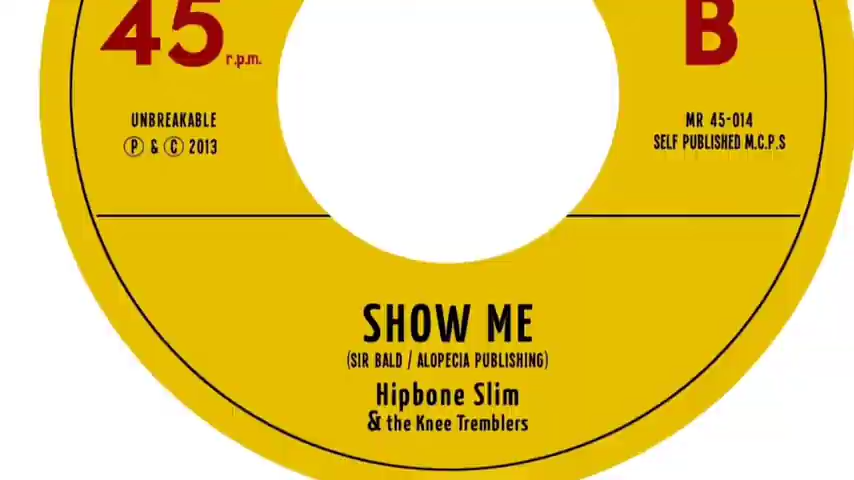 45 r.p.m.
B
UNBREAKABLE
Ⓟ & Ⓒ 2013
MR 45-014
SELF PUBLISHED M.C.P.S
SHOW ME
(SIR BALD / ALOPECIA PUBLISHING)
Hipbone Slim
& the Knee Tremblers